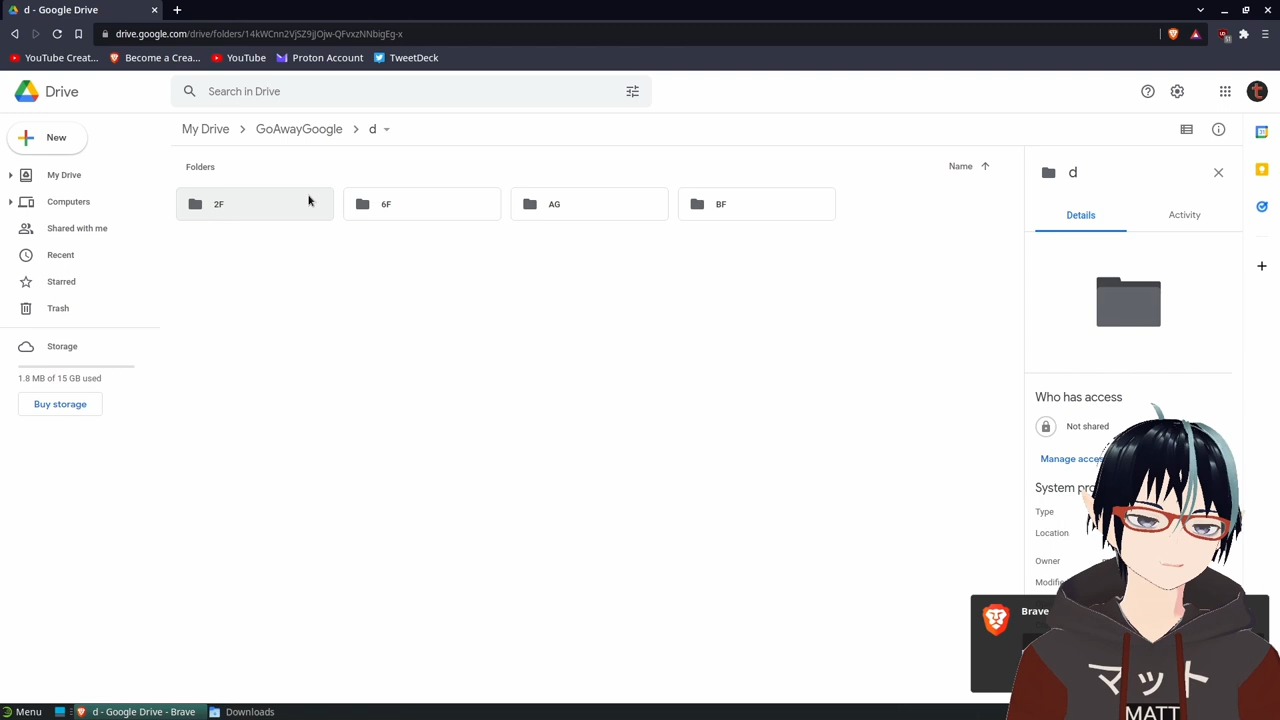 d - Google Drive
drive.google.com/drive/folders/14kWCnn2VjSZ9jJOjw-QFvxzNNbigEg-x
YouTube Creat...
Become a Crea...
YouTube
Proton Account
TweetDeck
Drive
Search in Drive
New
My Drive
Computers
Shared with me
Recent
Starred
Trash
Storage
1.8 MB of 15 GB used
Buy storage
My Drive > GoAwayGoogle > d
Folders
Name
2F
6F
AG
BF
d
Details
Activity
Who has access
Not shared
Manage acces
System pro
Type
Location
Owner
Modifie
Brave
マット
MATT
Menu
d - Google Drive - Brave
Downloads